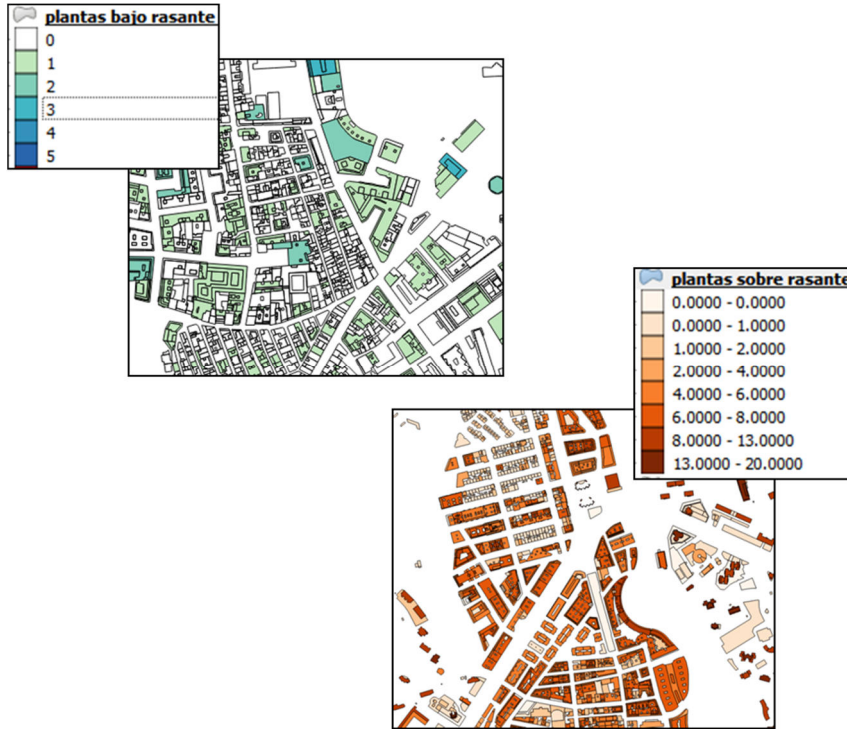 plantas bajo rasante
0
1
2
3
4
5
plantas sobre rasante
0.0000 - 0.0000
0.0000 - 1.0000
1.0000 - 2.0000
2.0000 - 4.0000
4.0000 - 6.0000
6.0000 - 8.0000
8.0000 - 13.0000
13.0000 - 20.0000